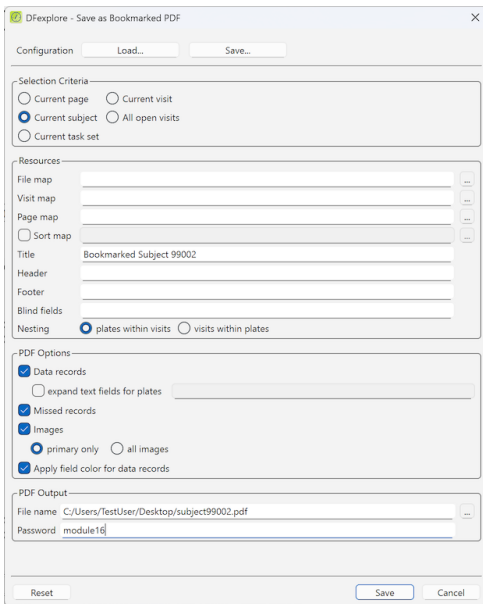 DFexplore - Save as Bookmarked PDF
Configuration Load... Save...
Selection Criteria
Current page Current visit
Current subject All open visits
Current task set
Resources
File map ...
Visit map ...
Page map ...
Sort map ...
Title Bookmarked Subject 99002
Header
Footer
Blind fields
Nesting plates within visits visits within plates
PDF Options
Data records
expand text fields for plates
Missed records
Images
primary only all images
Apply field color for data records
PDF Output
File name C:/Users/TestUser/Desktop/subject99002.pdf ...
Password module16
Reset Save Cancel